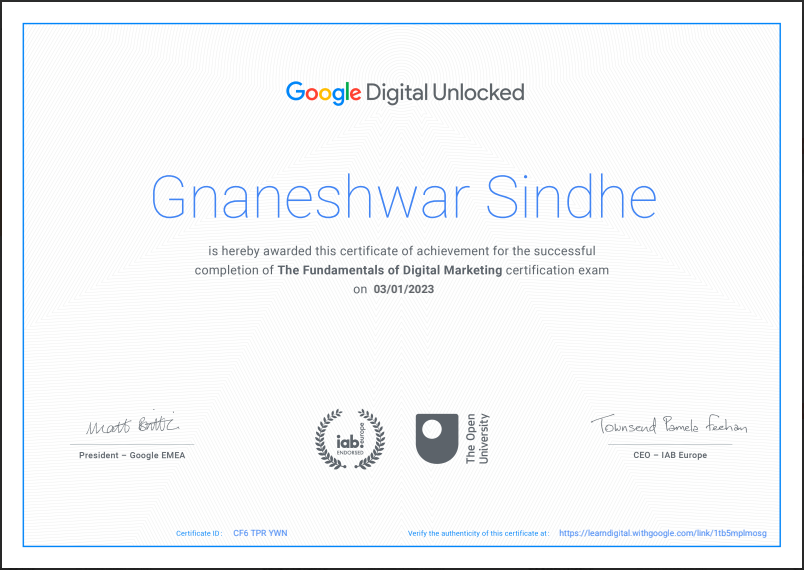 Google Digital Unlocked
Gnaneshwar Sindhe
is hereby awarded this certificate of achievement for the successful
completion of The Fundamentals of Digital Marketing certification exam
on 03/01/2023
Matt Brittin
Townsend Pamela Feehan
iab.europe
ENDORSED
The Open
University
President – Google EMEA
CEO – IAB Europe
Certificate ID : CF6 TPR YWN
Verify the authenticity of this certificate at: https://learndigital.withgoogle.com/link/1tb5mplmosg